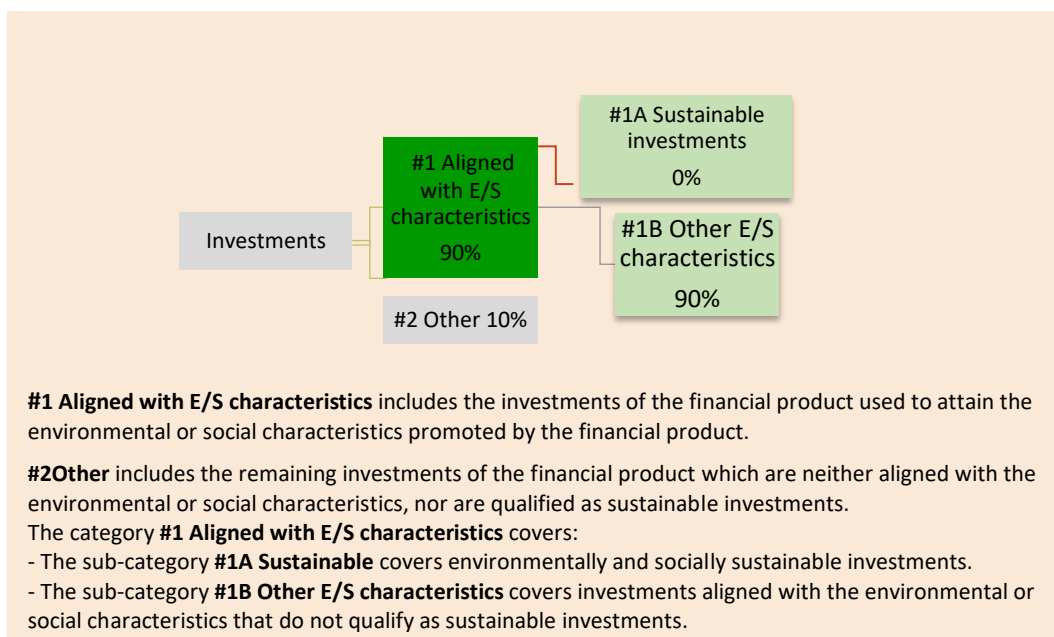 #1A Sustainable
investments
0%
#1 Aligned
with E/S
characteristics
90%
Investments
#1B Other E/S
characteristics
90%
#2 Other 10%
#1 Aligned with E/S characteristics includes the investments of the financial product used to attain the
environmental or social characteristics promoted by the financial product.
#2Other includes the remaining investments of the financial product which are neither aligned with the
environmental or social characteristics, nor are qualified as sustainable investments.
The category #1 Aligned with E/S characteristics covers:
- The sub-category #1A Sustainable covers environmentally and socially sustainable investments.
- The sub-category #1B Other E/S characteristics covers investments aligned with the environmental or
social characteristics that do not qualify as sustainable investments.